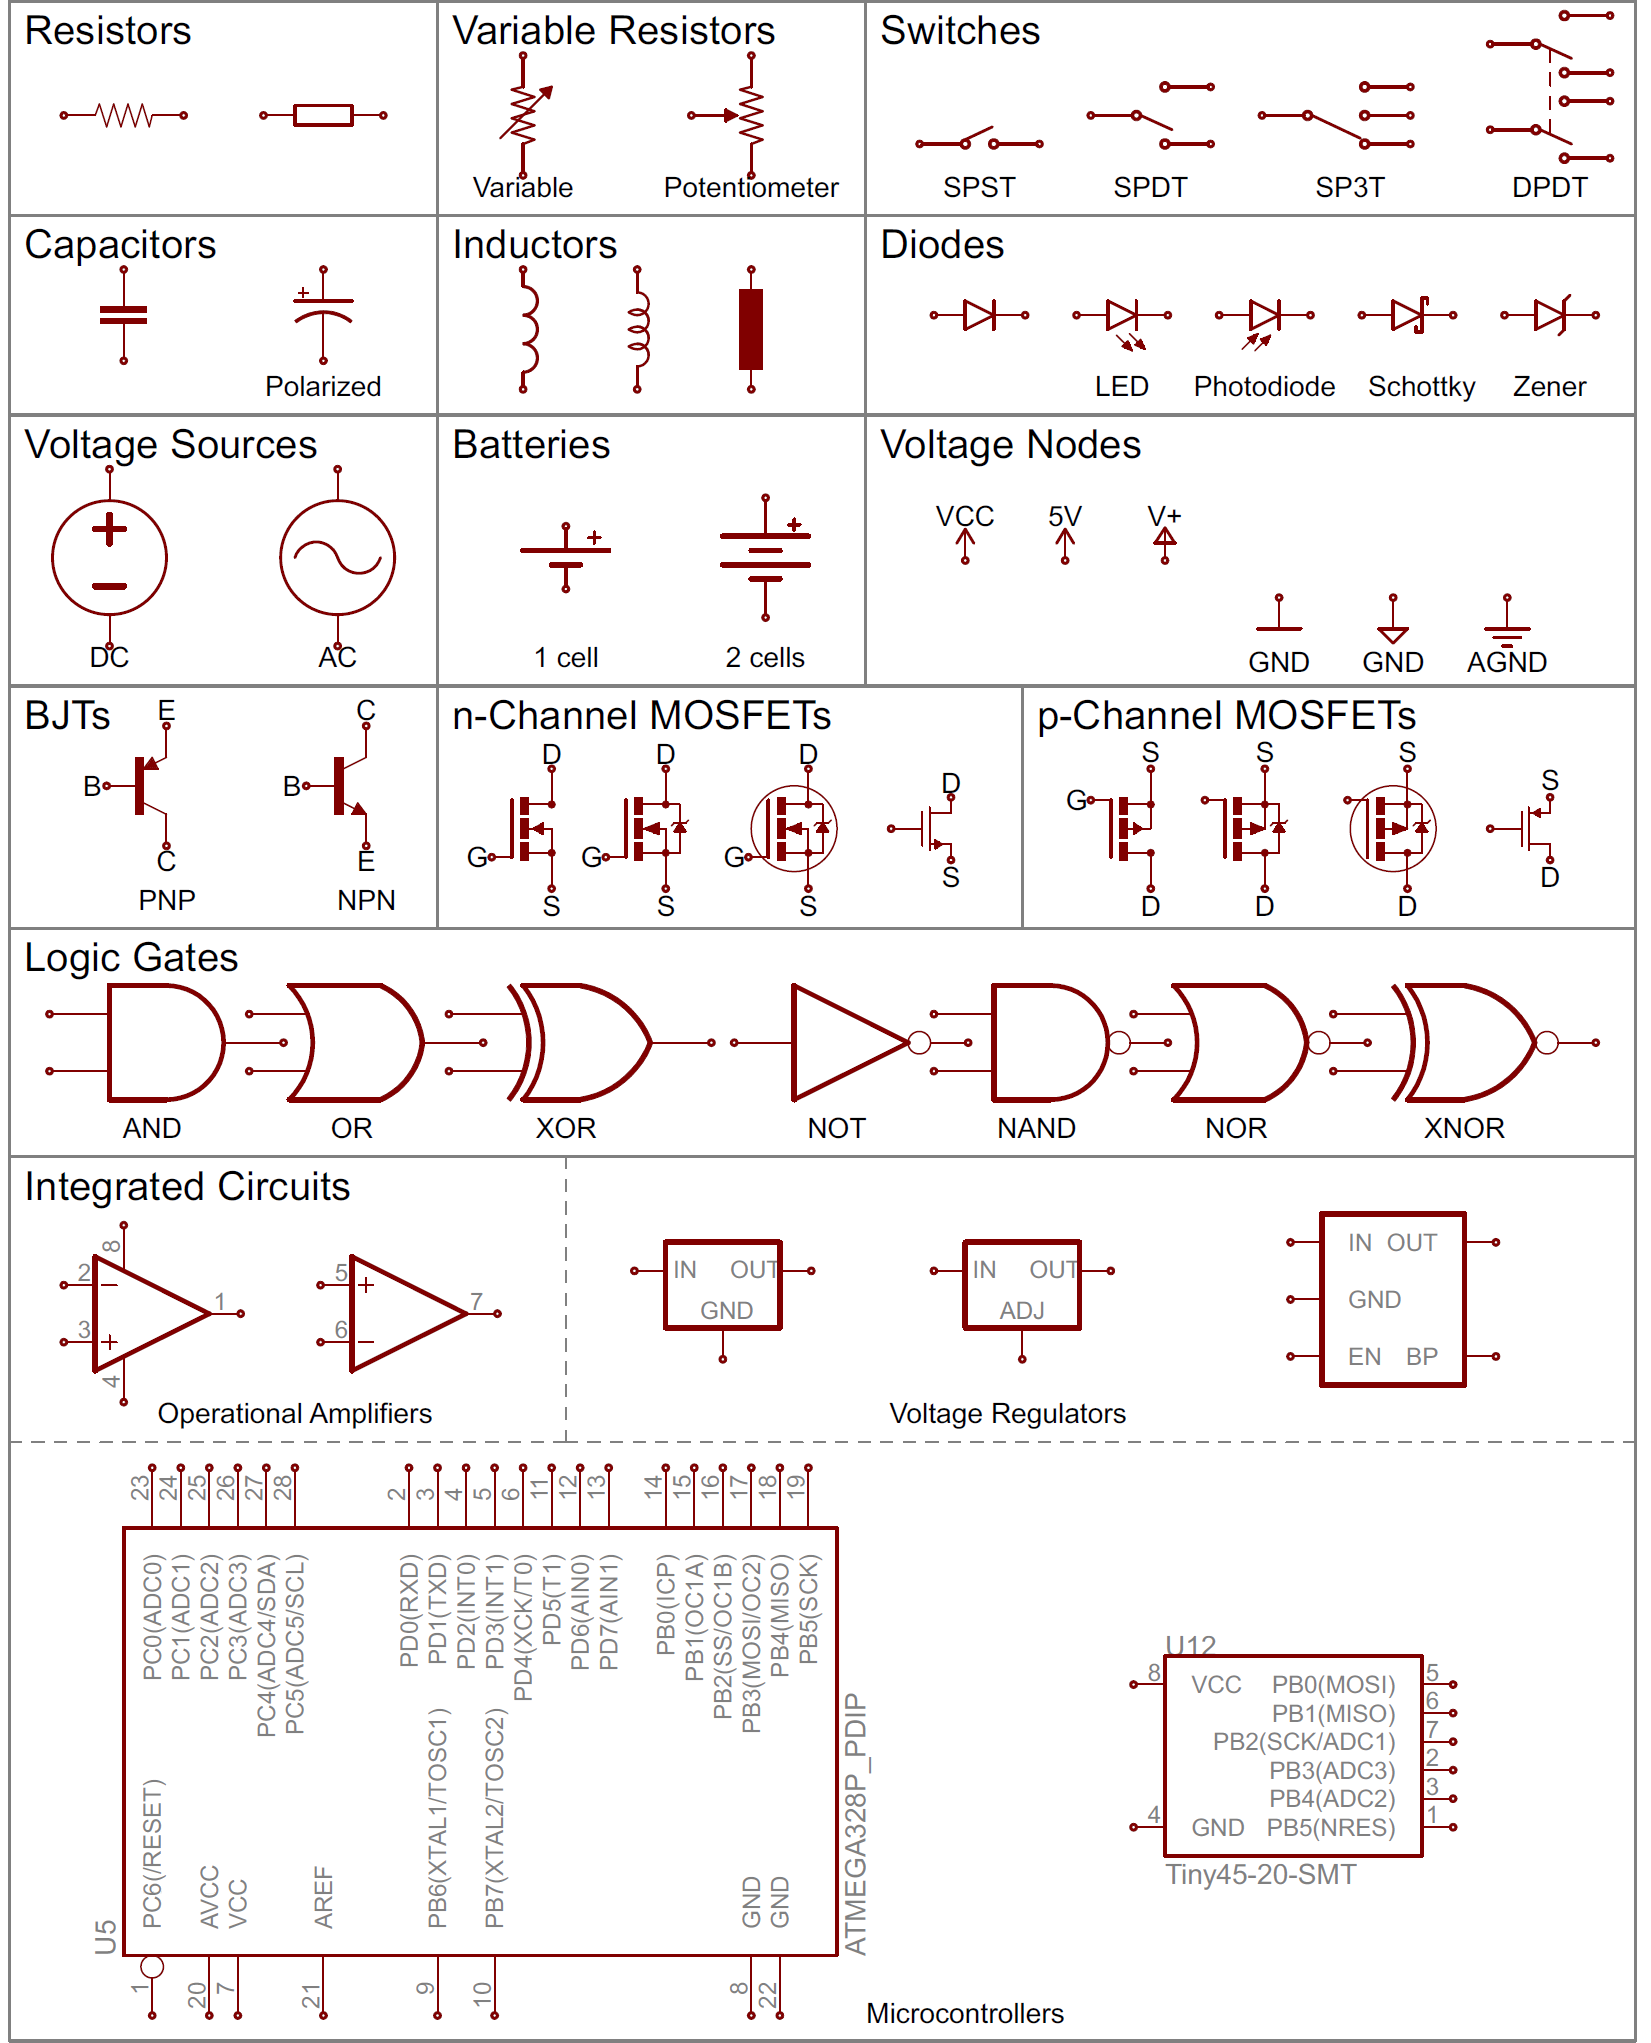 Resistors
Variable Resistors
Variable
Potentiometer
Switches
SPST
SPDT
SP3T
DPDT
Capacitors
+
Polarized
Inductors
Diodes
LED
Photodiode
Schottky
Zener
Voltage Sources
+
−
DC
AC
Batteries
+
1 cell
+
2 cells
Voltage Nodes
VCC
5V
V+
GND
GND
AGND
BJTs
E
B
C
PNP
C
B
E
NPN
n-Channel MOSFETs
D
G
S
D
G
S
D
G
S
D
S
p-Channel MOSFETs
S
G
D
S
D
S
D
S
D
Logic Gates
AND
OR
XOR
NOT
NAND
NOR
XNOR
Integrated Circuits
8
2
−
3
+
1
4
5
+
6
−
7
Operational Amplifiers
IN OUT
GND
IN OUT
ADJ
IN OUT
GND
EN BP
Voltage Regulators
23
24
25
26
27
28
2
3
4
5
6
11
12
13
14
15
16
17
18
19
PC0(ADC0)
PC1(ADC1)
PC2(ADC2)
PC3(ADC3)
PC4(ADC4/SDA)
PC5(ADC5/SCL)
PD0(RXD)
PD1(TXD)
PD2(INT0)
PD3(INT1)
PD4(XCK/T0)
PD5(T1)
PD6(AIN0)
PD7(AIN1)
PB0(ICP)
PB1(OC1A)
PB2(SS/OC1B)
PB3(MOSI/OC2)
PB4(MISO)
PB5(SCK)
PC6(/RESET)
AVCC
VCC
AREF
PB6(XTAL1/TOSC1)
PB7(XTAL2/TOSC2)
GND
GND
U5
ATMEGA328P_PDIP
1
20
7
21
9
10
8
22
U12
8 VCC PB0(MOSI) 5
PB1(MISO) 6
PB2(SCK/ADC1) 7
PB3(ADC3) 2
PB4(ADC2) 3
4 GND PB5(NRES) 1
Tiny45-20-SMT
Microcontrollers